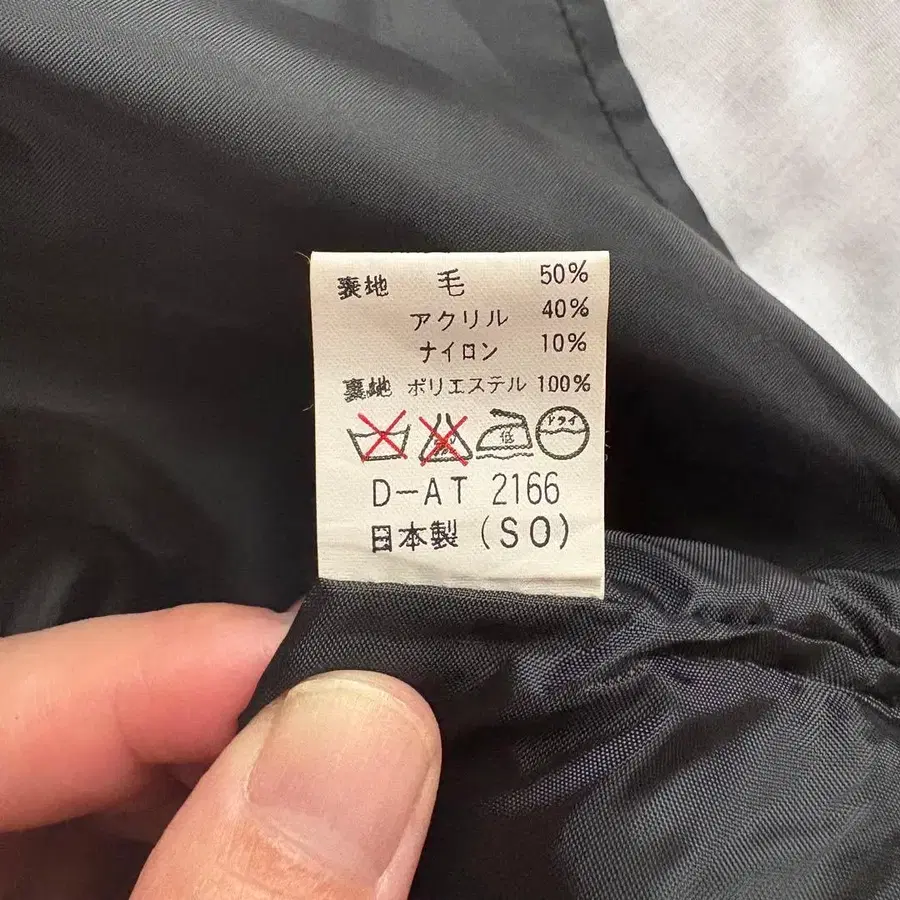 表地 毛 50%
アクリル 40%
ナイロン 10%
裏地 ポリエステル 100%
低 ドライ
D-AT 2166
日本製(SO)